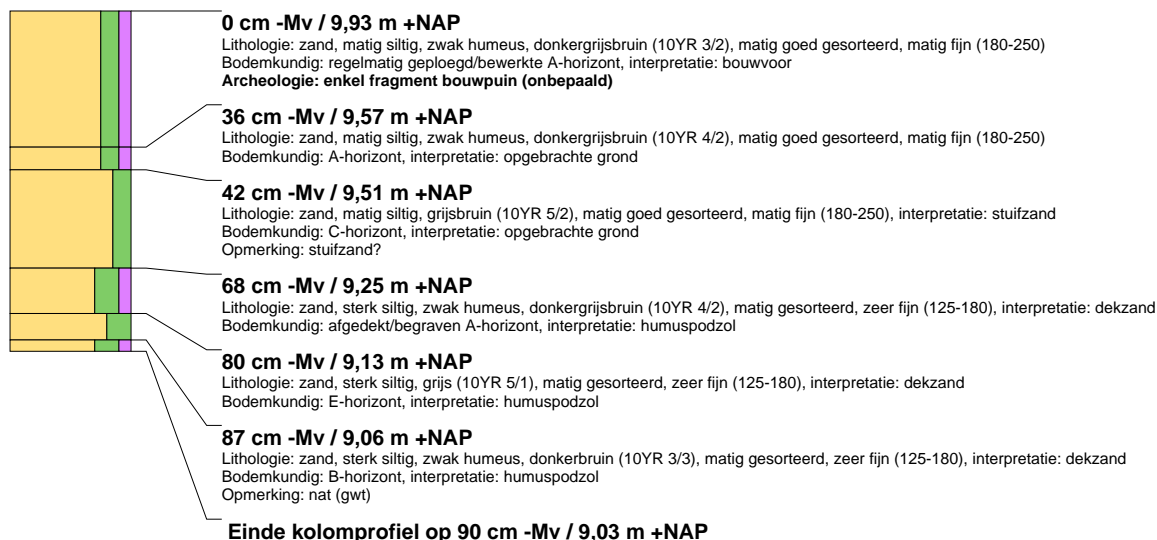 0 cm -Mv / 9,93 m +NAP
Lithologie: zand, matig siltig, zwak humeus, donkergrijsbruin (10YR 3/2), matig goed gesorteerd, matig fijn (180-250)
Bodemkundig: regelmatig geploegd/bewerkte A-horizont, interpretatie: bouwvoor
Archeologie: enkel fragment bouwpuin (onbepaald)
36 cm -Mv / 9,57 m +NAP
Lithologie: zand, matig siltig, zwak humeus, donkergrijsbruin (10YR 4/2), matig goed gesorteerd, matig fijn (180-250)
Bodemkundig: A-horizont, interpretatie: opgebrachte grond
42 cm -Mv / 9,51 m +NAP
Lithologie: zand, matig siltig, grijsbruin (10YR 5/2), matig goed gesorteerd, matig fijn (180-250), interpretatie: stuifzand
Bodemkundig: C-horizont, interpretatie: opgebrachte grond
Opmerking: stuifzand?
68 cm -Mv / 9,25 m +NAP
Lithologie: zand, sterk siltig, zwak humeus, donkergrijsbruin (10YR 4/2), matig gesorteerd, zeer fijn (125-180), interpretatie: dekzand
Bodemkundig: afgedekt/begraven A-horizont, interpretatie: humuspodzol
80 cm -Mv / 9,13 m +NAP
Lithologie: zand, sterk siltig, grijs (10YR 5/1), matig gesorteerd, zeer fijn (125-180), interpretatie: dekzand
Bodemkundig: E-horizont, interpretatie: humuspodzol
87 cm -Mv / 9,06 m +NAP
Lithologie: zand, sterk siltig, zwak humeus, donkerbruin (10YR 3/3), matig gesorteerd, zeer fijn (125-180), interpretatie: dekzand
Bodemkundig: B-horizont, interpretatie: humuspodzol
Opmerking: nat (gwt)
Einde kolomprofiel op 90 cm -Mv / 9,03 m +NAP